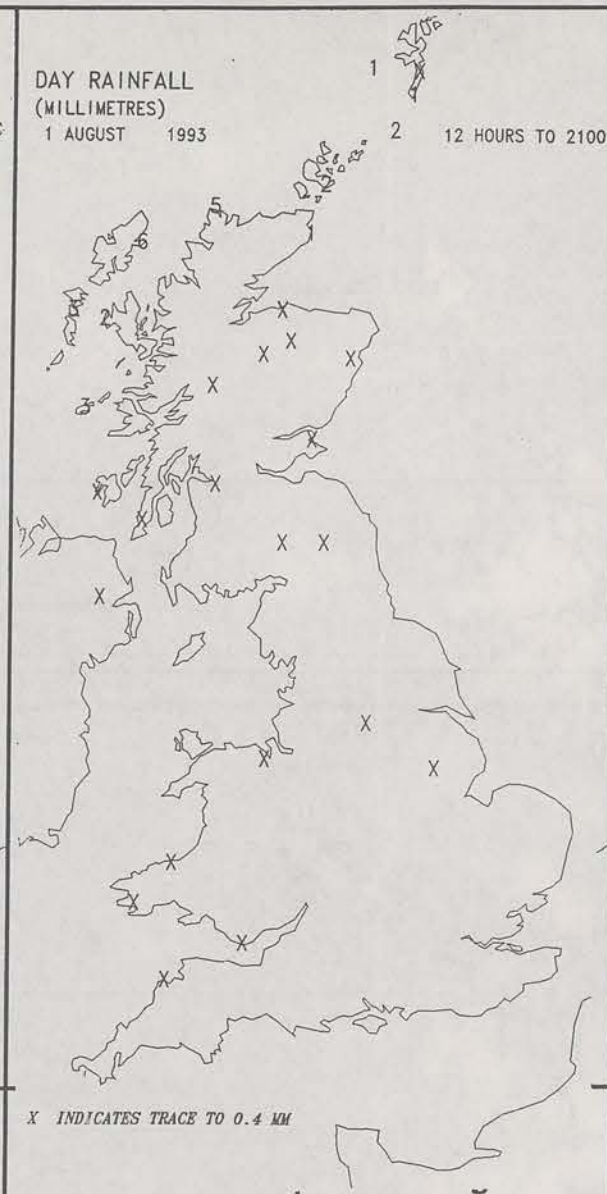 DAY RAINFALL
(MILLIMETRES)
1 AUGUST 1993
12 HOURS TO 2100
1
X
2
2
5
6
1
2
X
X
X
X
X
3
X
X
X
X
X
X
X
X
X
X
X
X
X
X
X INDICATES TRACE TO 0.4 MM